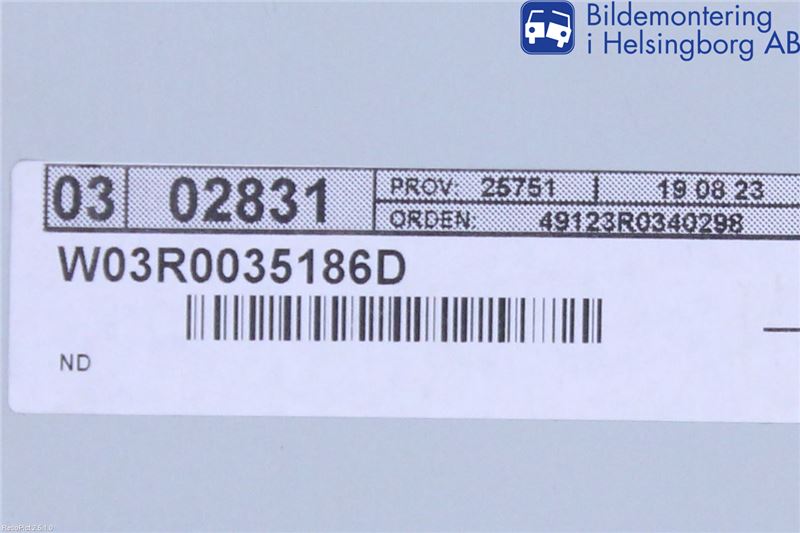 Bildemontering
i Helsingborg AB
03 02831 PROV: 25751 | 19 08 23
ORDEN: 49123R0340298
W03R0035186D
ND